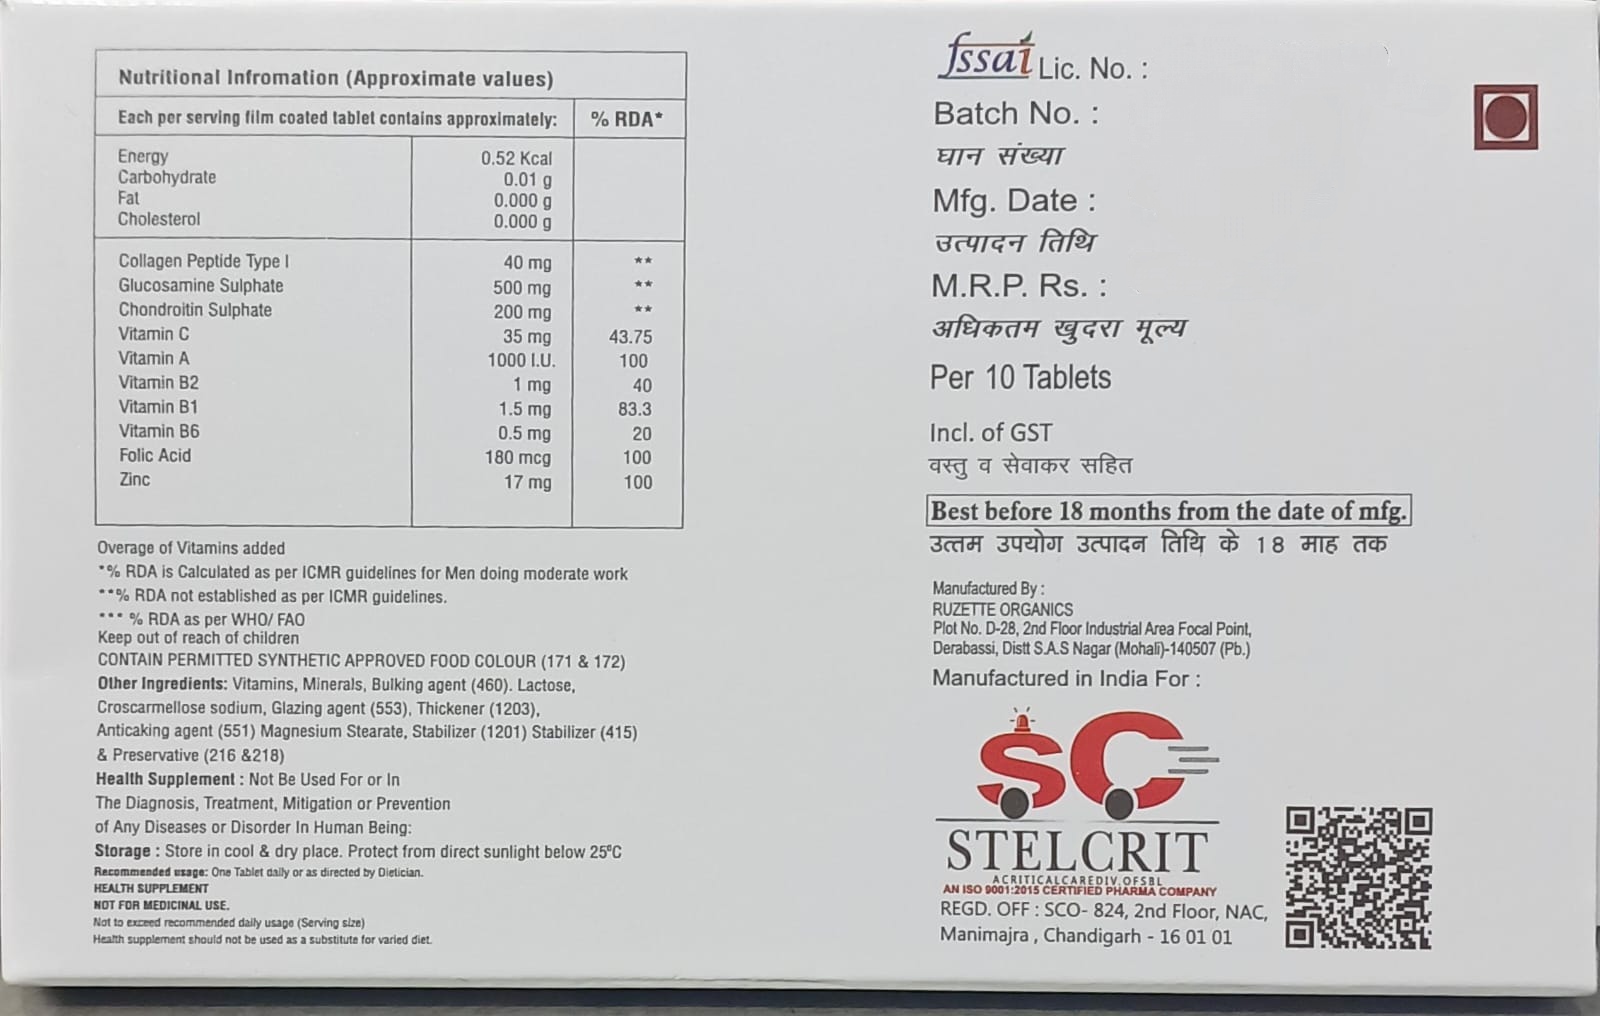 Nutritional Infromation (Approximate values)
Each per serving film coated tablet contains approximately: % RDA*
Energy 0.52 Kcal
Carbohydrate 0.01 g
Fat 0.000 g
Cholesterol 0.000 g
Collagen Peptide Type I 40 mg **
Glucosamine Sulphate 500 mg **
Chondroitin Sulphate 200 mg **
Vitamin C 35 mg 43.75
Vitamin A 1000 I.U. 100
Vitamin B2 1 mg 40
Vitamin B1 1.5 mg 83.3
Vitamin B6 0.5 mg 20
Folic Acid 180 mcg 100
Zinc 17 mg 100
Overage of Vitamins added
*% RDA is Calculated as per ICMR guidelines for Men doing moderate work
**% RDA not established as per ICMR guidelines.
*** % RDA as per WHO/ FAO
Keep out of reach of children
CONTAIN PERMITTED SYNTHETIC APPROVED FOOD COLOUR (171 & 172)
Other Ingredients: Vitamins, Minerals, Bulking agent (460). Lactose,
Croscarmellose sodium, Glazing agent (553), Thickener (1203),
Anticaking agent (551) Magnesium Stearate, Stabilizer (1201) Stabilizer (415)
& Preservative (216 &218)
Health Supplement : Not Be Used For or In
The Diagnosis, Treatment, Mitigation or Prevention
of Any Diseases or Disorder In Human Being:
Storage : Store in cool & dry place. Protect from direct sunlight below 25ºC
Recommended usage: One Tablet daily or as directed by Dietician.
HEALTH SUPPLEMENT
NOT FOR MEDICINAL USE.
Not to exceed recommended daily usage (Serving size)
Health supplement should not be used as a substitute for varied diet.
fssai Lic. No. :
Batch No. :
घान संख्या
Mfg. Date :
उत्पादन तिथि
M.R.P. Rs. :
अधिकतम खुदरा मूल्य
Per 10 Tablets
Incl. of GST
वस्तु व सेवाकर सहित
Best before 18 months from the date of mfg.
उत्तम उपयोग उत्पादन तिथि के 18 माह तक
Manufactured By :
RUZETTE ORGANICS
Plot No. D-28, 2nd Floor Industrial Area Focal Point,
Derabassi, Distt S.A.S Nagar (Mohali)-140507 (Pb.)
Manufactured in India For :
SC
STELCRIT
A CRITICAL CARE DIV. OF SBL
AN ISO 9001:2015 CERTIFIED PHARMA COMPANY
REGD. OFF : SCO- 824, 2nd Floor, NAC,
Manimajra , Chandigarh - 16 01 01